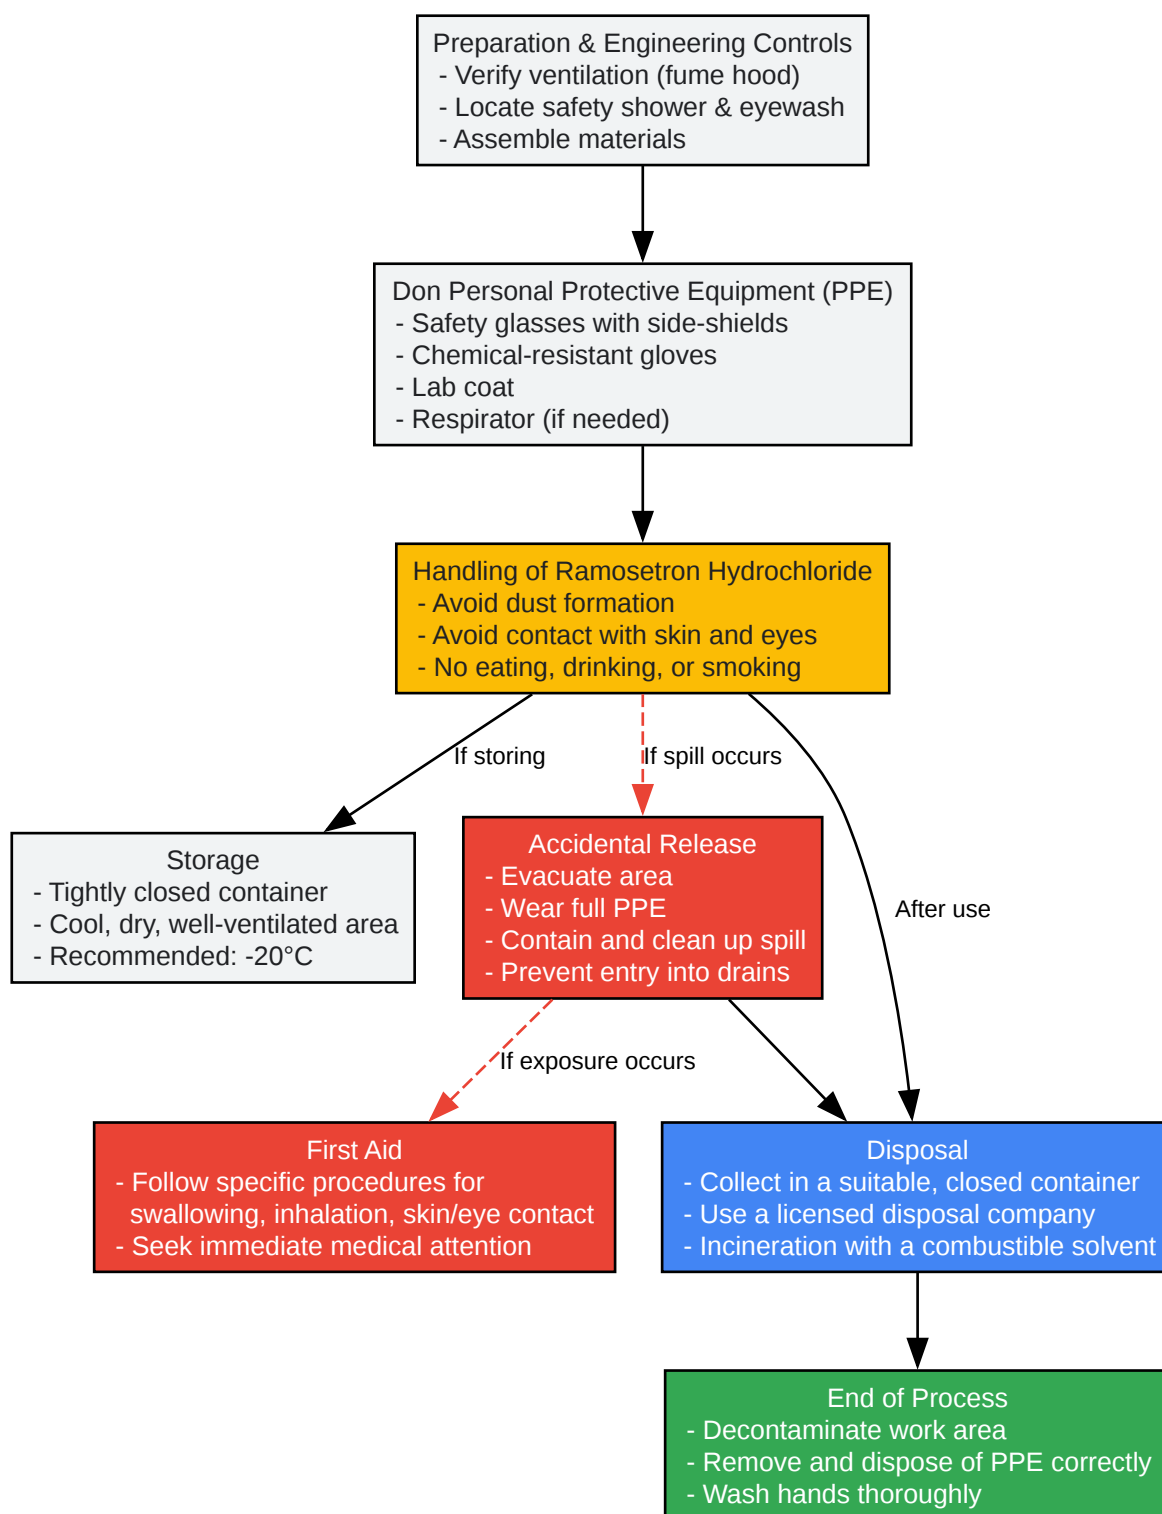 Preparation & Engineering Controls
- Verify ventilation (fume hood)
- Locate safety shower & eyewash
- Assemble materials
Don Personal Protective Equipment (PPE)
- Safety glasses with side-shields
- Chemical-resistant gloves
- Lab coat
- Respirator (if needed)
Handling of Ramosetron Hydrochloride
- Avoid dust formation
- Avoid contact with skin and eyes
- No eating, drinking, or smoking
If storing
If spill occurs
Storage
- Tightly closed container
- Cool, dry, well-ventilated area
- Recommended: -20°C
Accidental Release
- Evacuate area
- Wear full PPE
- Contain and clean up spill
- Prevent entry into drains
After use
If exposure occurs
First Aid
- Follow specific procedures for
swallowing, inhalation, skin/eye contact
- Seek immediate medical attention
Disposal
- Collect in a suitable, closed container
- Use a licensed disposal company
- Incineration with a combustible solvent
End of Process
- Decontaminate work area
- Remove and dispose of PPE correctly
- Wash hands thoroughly